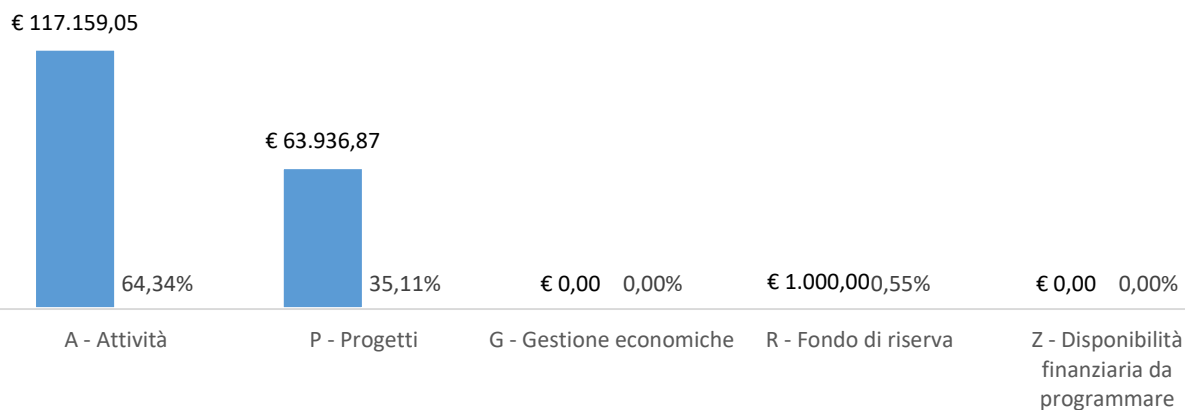 € 117.159,05
€ 63.936,87
64,34%
35,11%
€ 0,00 0,00%
€ 1.000,00 0,55%
€ 0,00 0,00%
A - Attività
P - Progetti
G - Gestione economiche
R - Fondo di riserva
Z - Disponibilità
finanziaria da
programmare